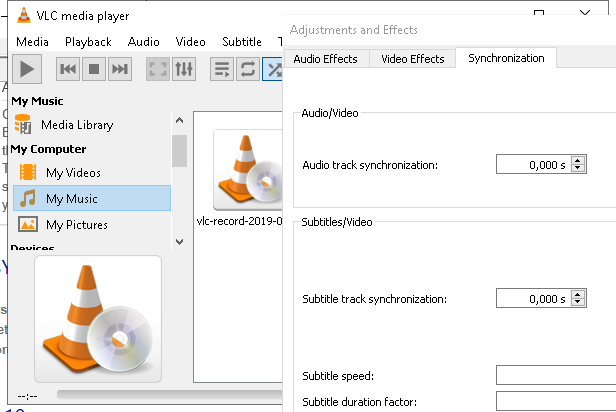 VLC media player
Media Playback Audio Video Subtitle
Adjustments and Effects
Audio Effects Video Effects Synchronization
My Music
Media Library
My Computer
My Videos
My Music
My Pictures
Devices
vlc-record-2019-0
--:--
Audio/Video
Audio track synchronization: 0,000 s
Subtitles/Video
Subtitle track synchronization: 0,000 s
Subtitle speed:
Subtitle duration factor: